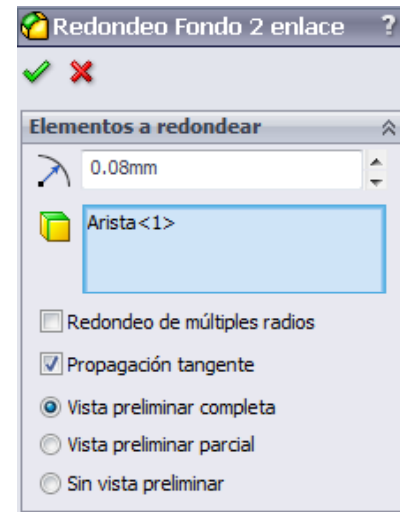 Redondeo Fondo 2 enlace ?
Elementos a redondear
0.08mm
Arista<1>
Redondeo de múltiples radios
Propagación tangente
Vista preliminar completa
Vista preliminar parcial
Sin vista preliminar